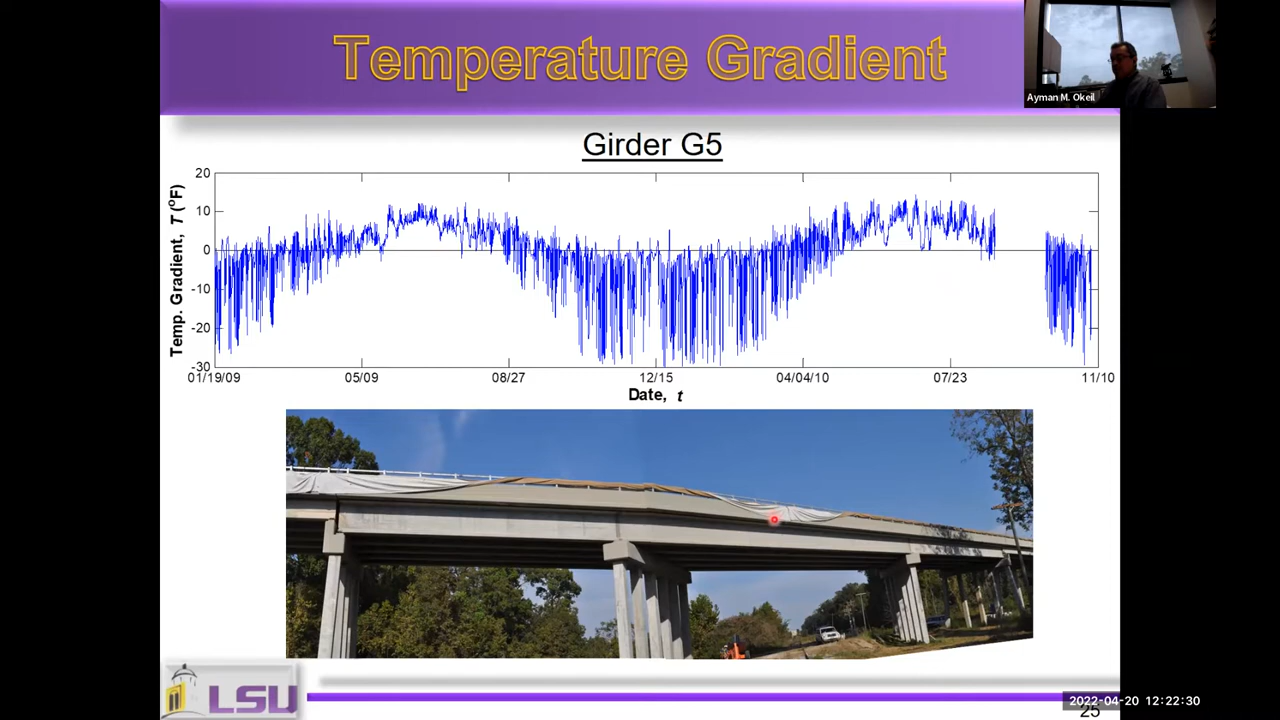 Temperature Gradient
Ayman M. Okeil
Girder G5
Temp. Gradient, T (°F)
20
10
0
-10
-20
-30
01/19/09 05/09 08/27 12/15 04/04/10 07/23 11/10
Date, t
LSU
2022-04-20 12:22:30
25